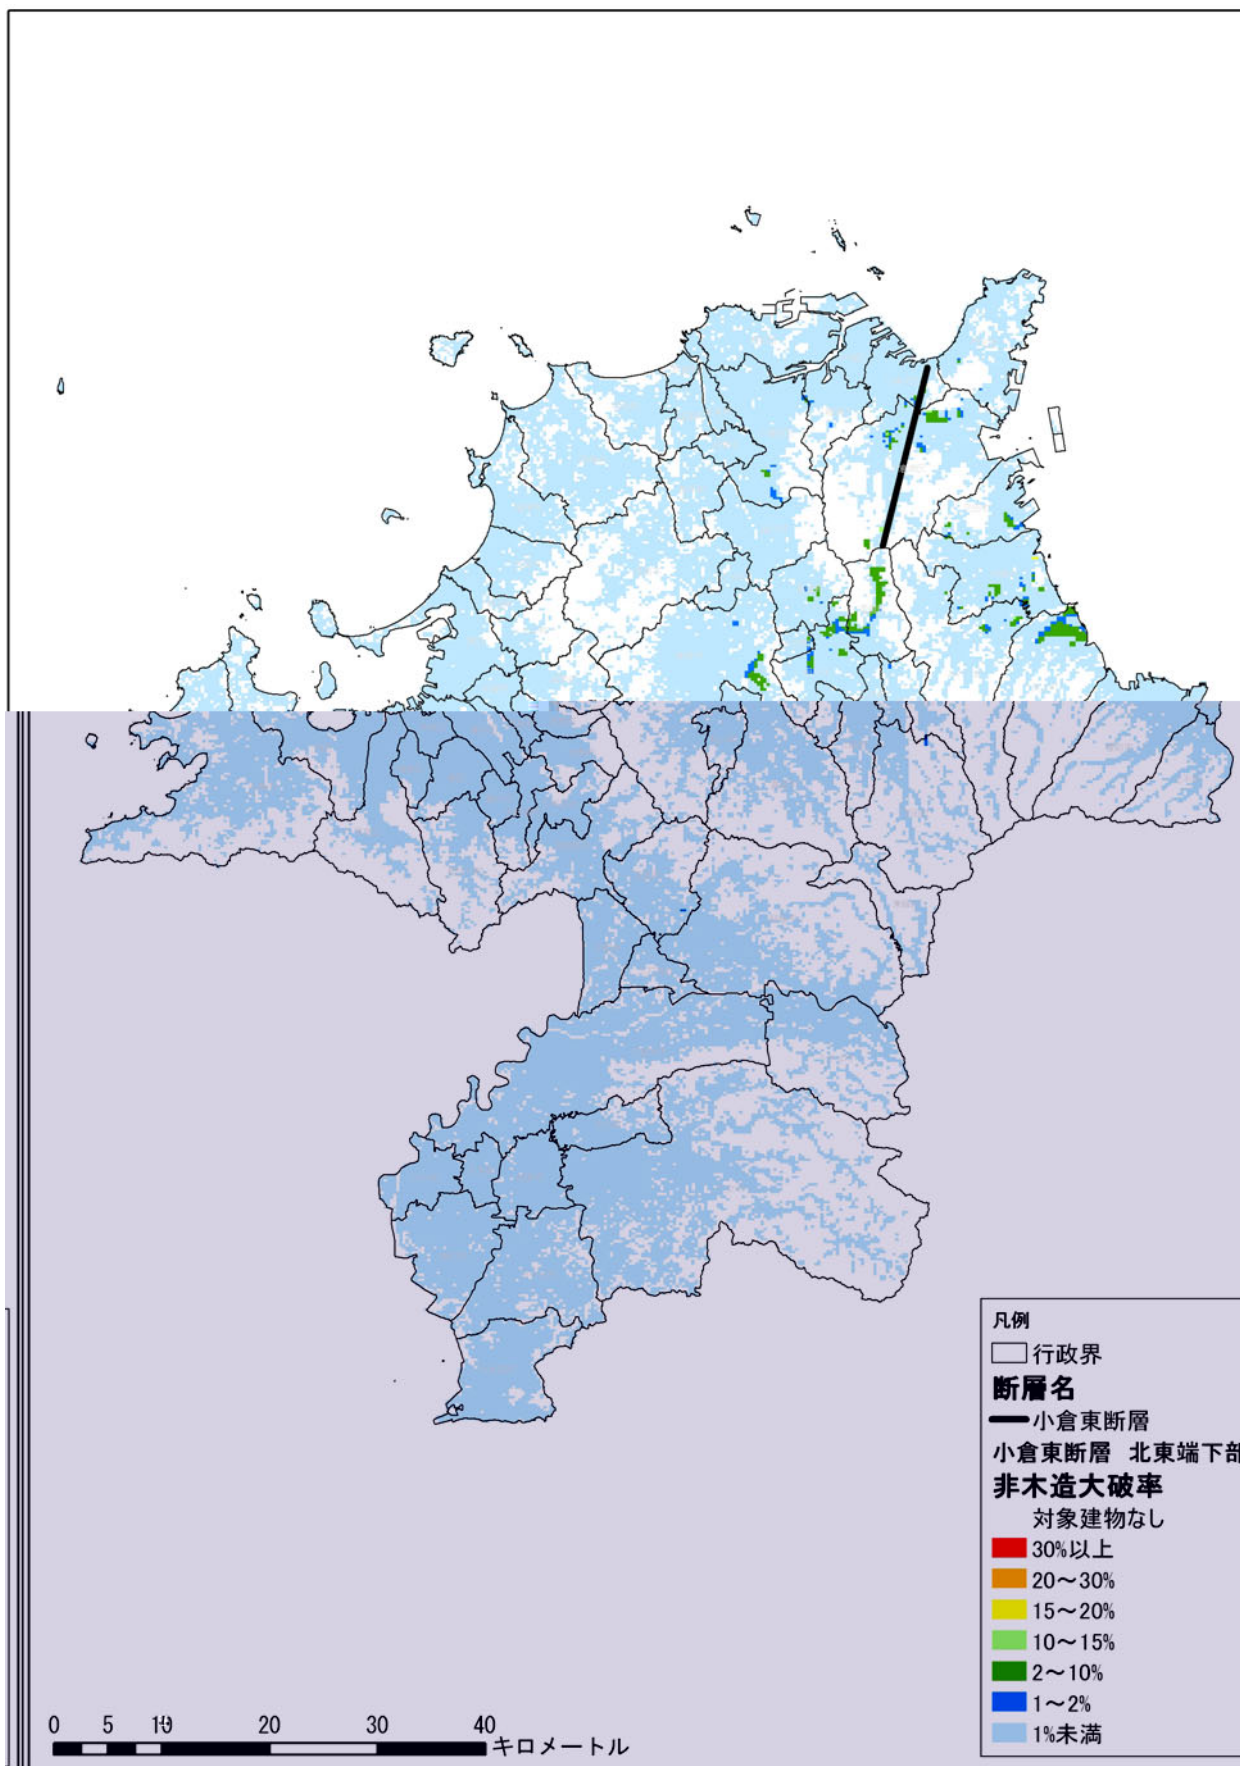 凡例
行政界
断層名
小倉東断層
小倉東断層 北東端下部
非木造大破率
対象建物なし
30%以上
20～30%
15～20%
10～15%
2～10%
1～2%
1%未満
0 5 10 20 30 40
キロメートル